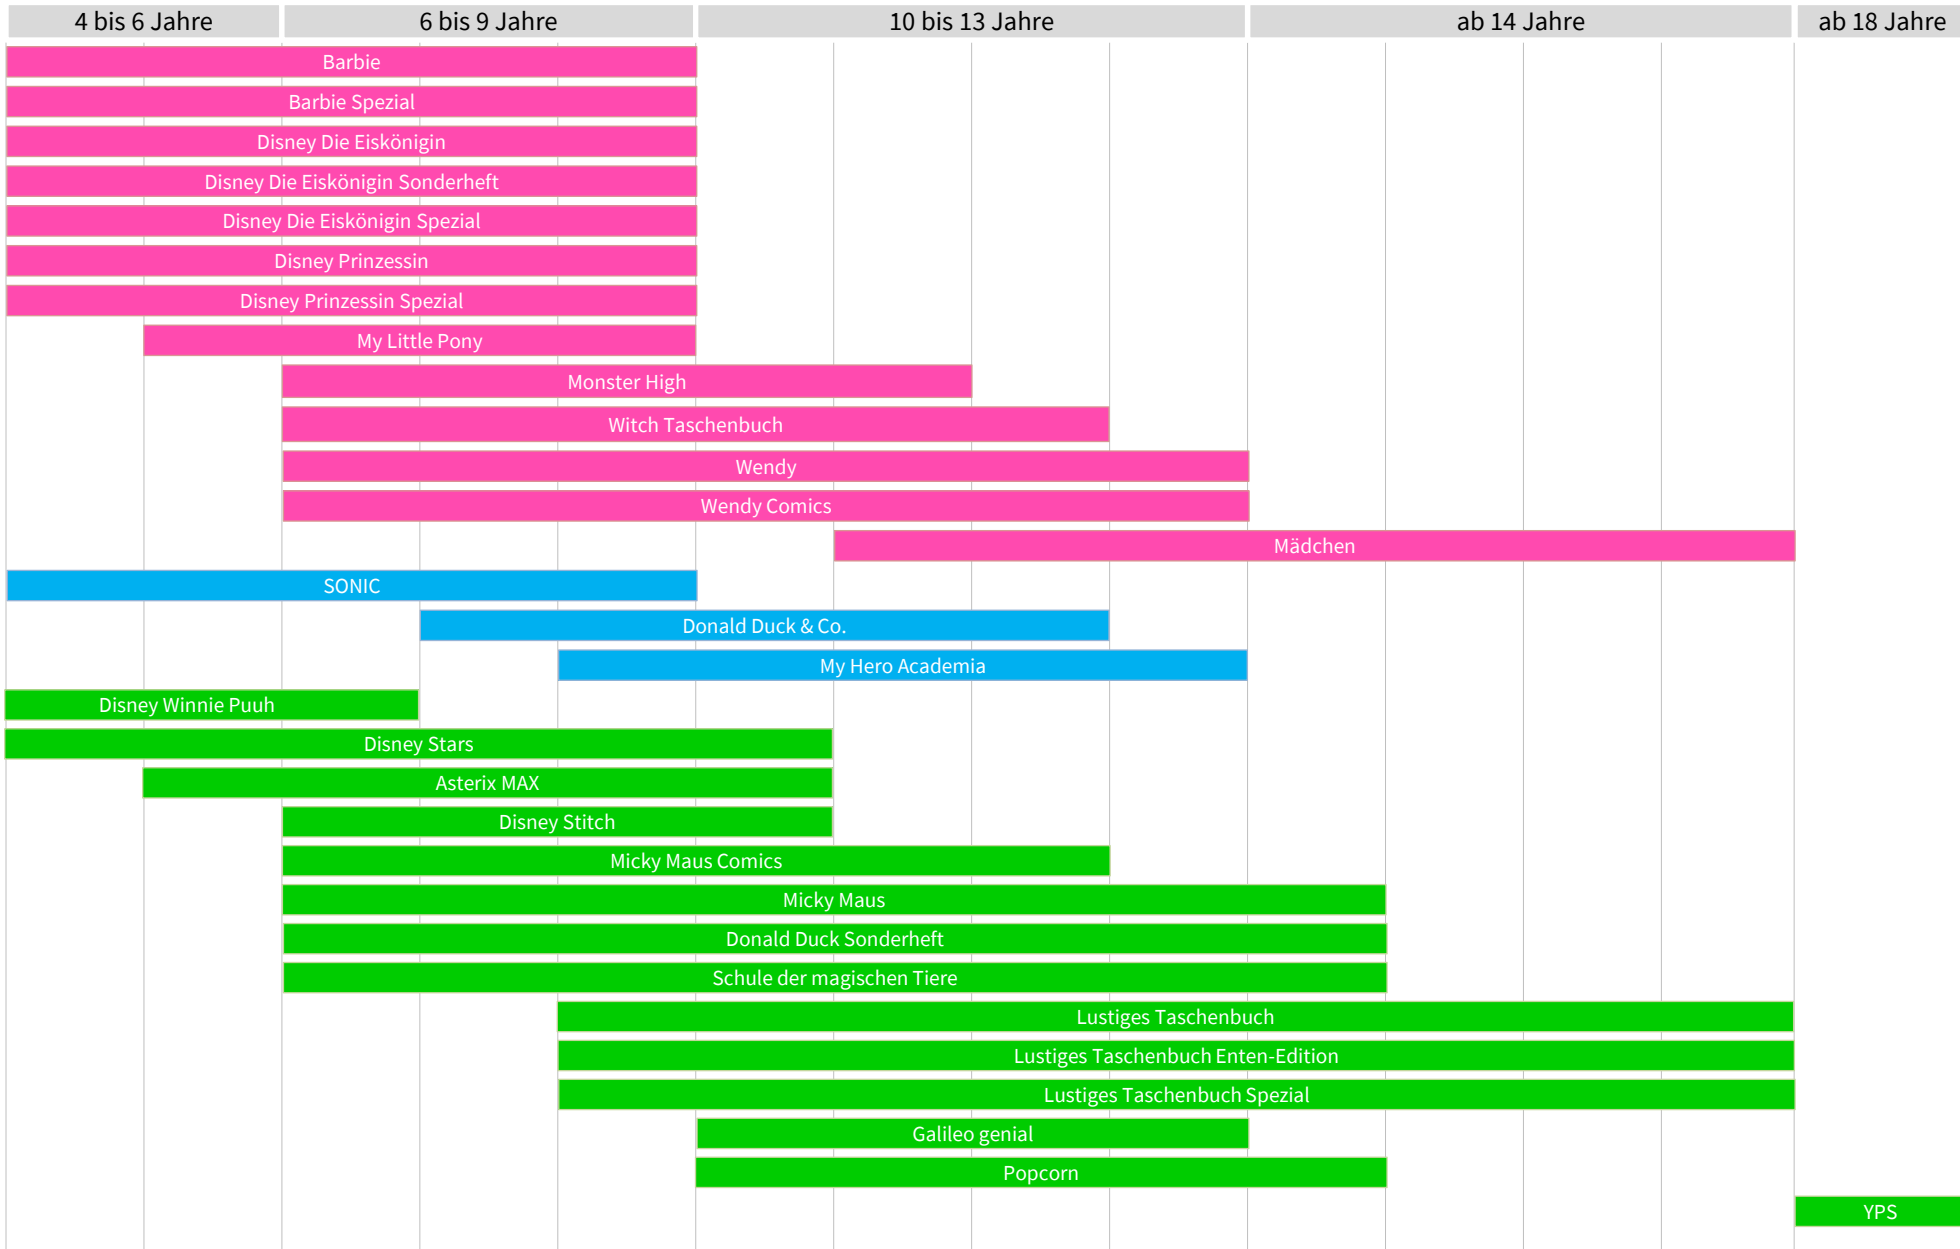 4 bis 6 Jahre
6 bis 9 Jahre
10 bis 13 Jahre
ab 14 Jahre
ab 18 Jahre
Barbie
Barbie Spezial
Disney Die Eiskönigin
Disney Die Eiskönigin Sonderheft
Disney Die Eiskönigin Spezial
Disney Prinzessin
Disney Prinzessin Spezial
My Little Pony
Monster High
Witch Taschenbuch
Wendy
Wendy Comics
Mädchen
SONIC
Donald Duck & Co.
My Hero Academia
Disney Winnie Puuh
Disney Stars
Asterix MAX
Disney Stitch
Micky Maus Comics
Micky Maus
Donald Duck Sonderheft
Schule der magischen Tiere
Lustiges Taschenbuch
Lustiges Taschenbuch Enten-Edition
Lustiges Taschenbuch Spezial
Galileo genial
Popcorn
YPS